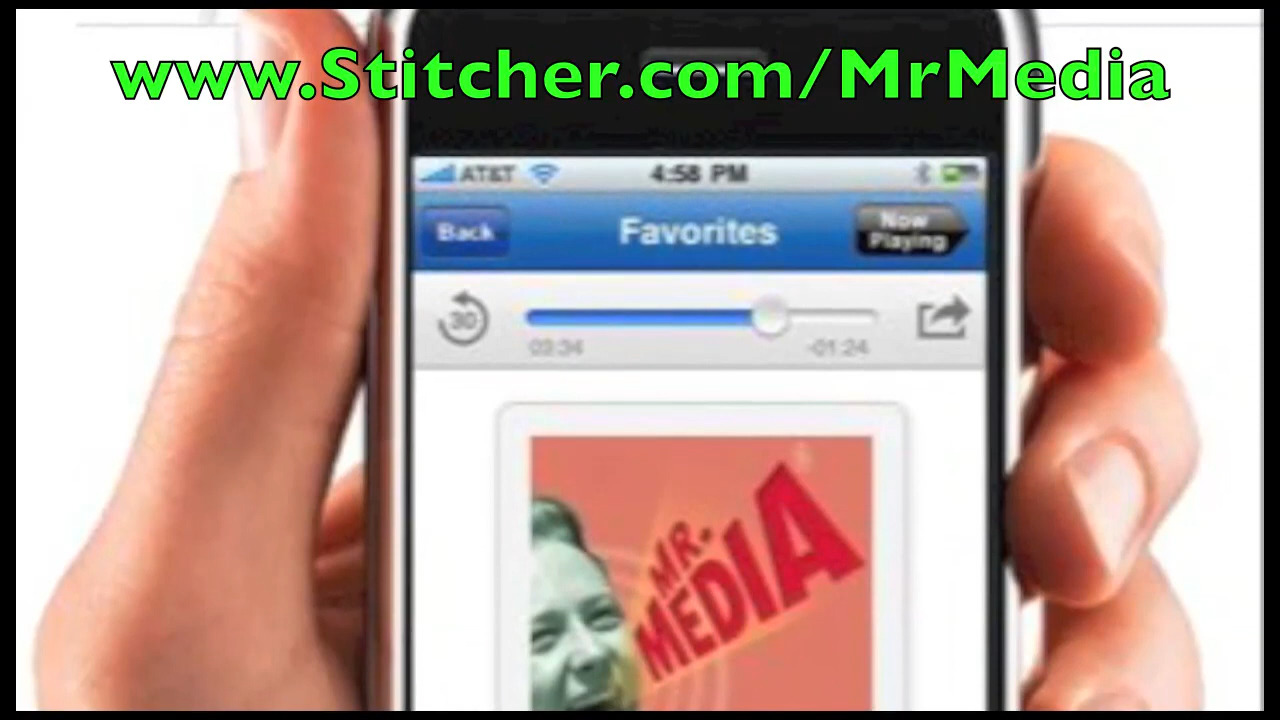 www.Stitcher.com/MrMedia
AT&T 4:58 PM
Back Favorites Now Playing
30
03:34 -01:24
MR.
MEDIA